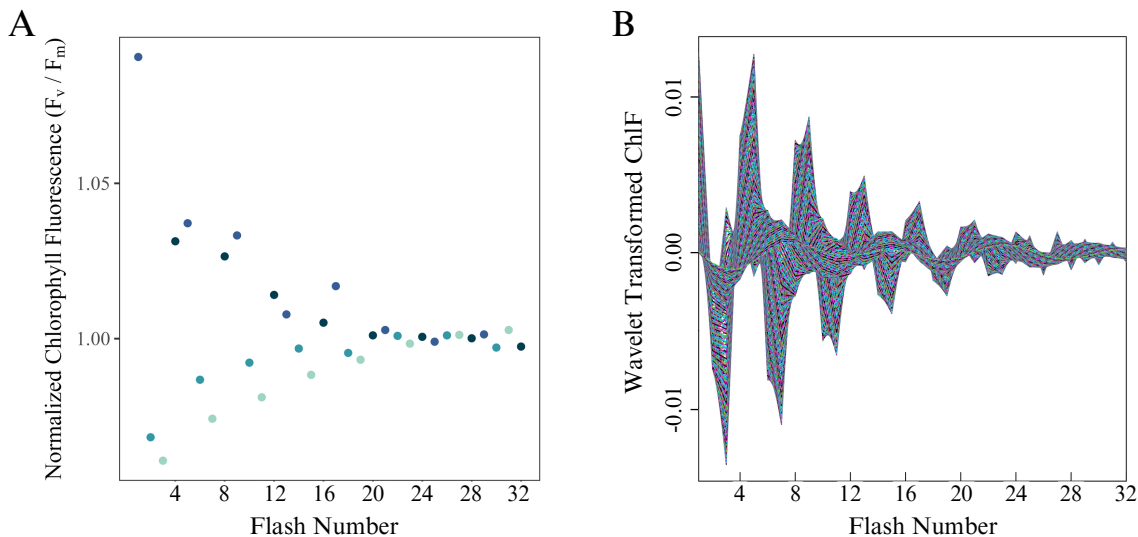 A
Normalized Chlorophyll Fluorescence (Fv / Fm)
1.05
1.00
4 8 12 16 20 24 28 32
Flash Number
B
Wavelet Transformed ChlF
0.01
0.00
-0.01
4 8 12 16 20 24 28 32
Flash Number